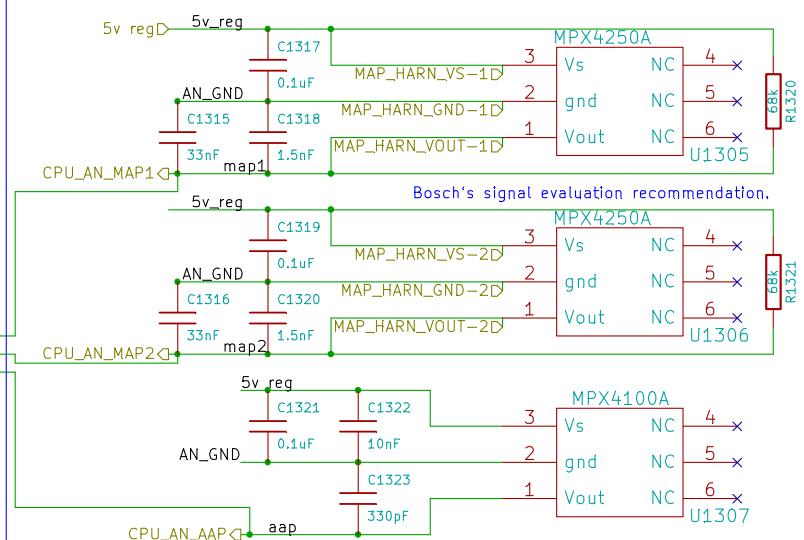 5v reg 5v_reg MPX4250A
C1317 3 Vs NC 4
MAP_HARN_VS-1
0.1uF
68k R1320
AN_GND 2 gnd NC 5
MAP_HARN_GND-1
C1315 C1318
1 Vout NC 6
MAP_HARN_VOUT-1
33nF 1.5nF U1305
CPU_AN_MAP1 map1
Bosch's signal evaluation recommendation.
5v_reg MPX4250A
C1319 3 Vs NC 4
MAP_HARN_VS-2
0.1uF
68k R1321
AN_GND 2 gnd NC 5
MAP_HARN_GND-2
C1316 C1320
1 Vout NC 6
MAP_HARN_VOUT-2
33nF 1.5nF U1306
CPU_AN_MAP2 map2
5v_reg MPX4100A
C1321 C1322 3 Vs NC 4
0.1uF 10nF
AN_GND 2 gnd NC 5
C1323
1 Vout NC 6
330pF U1307
CPU_AN_AAP aap